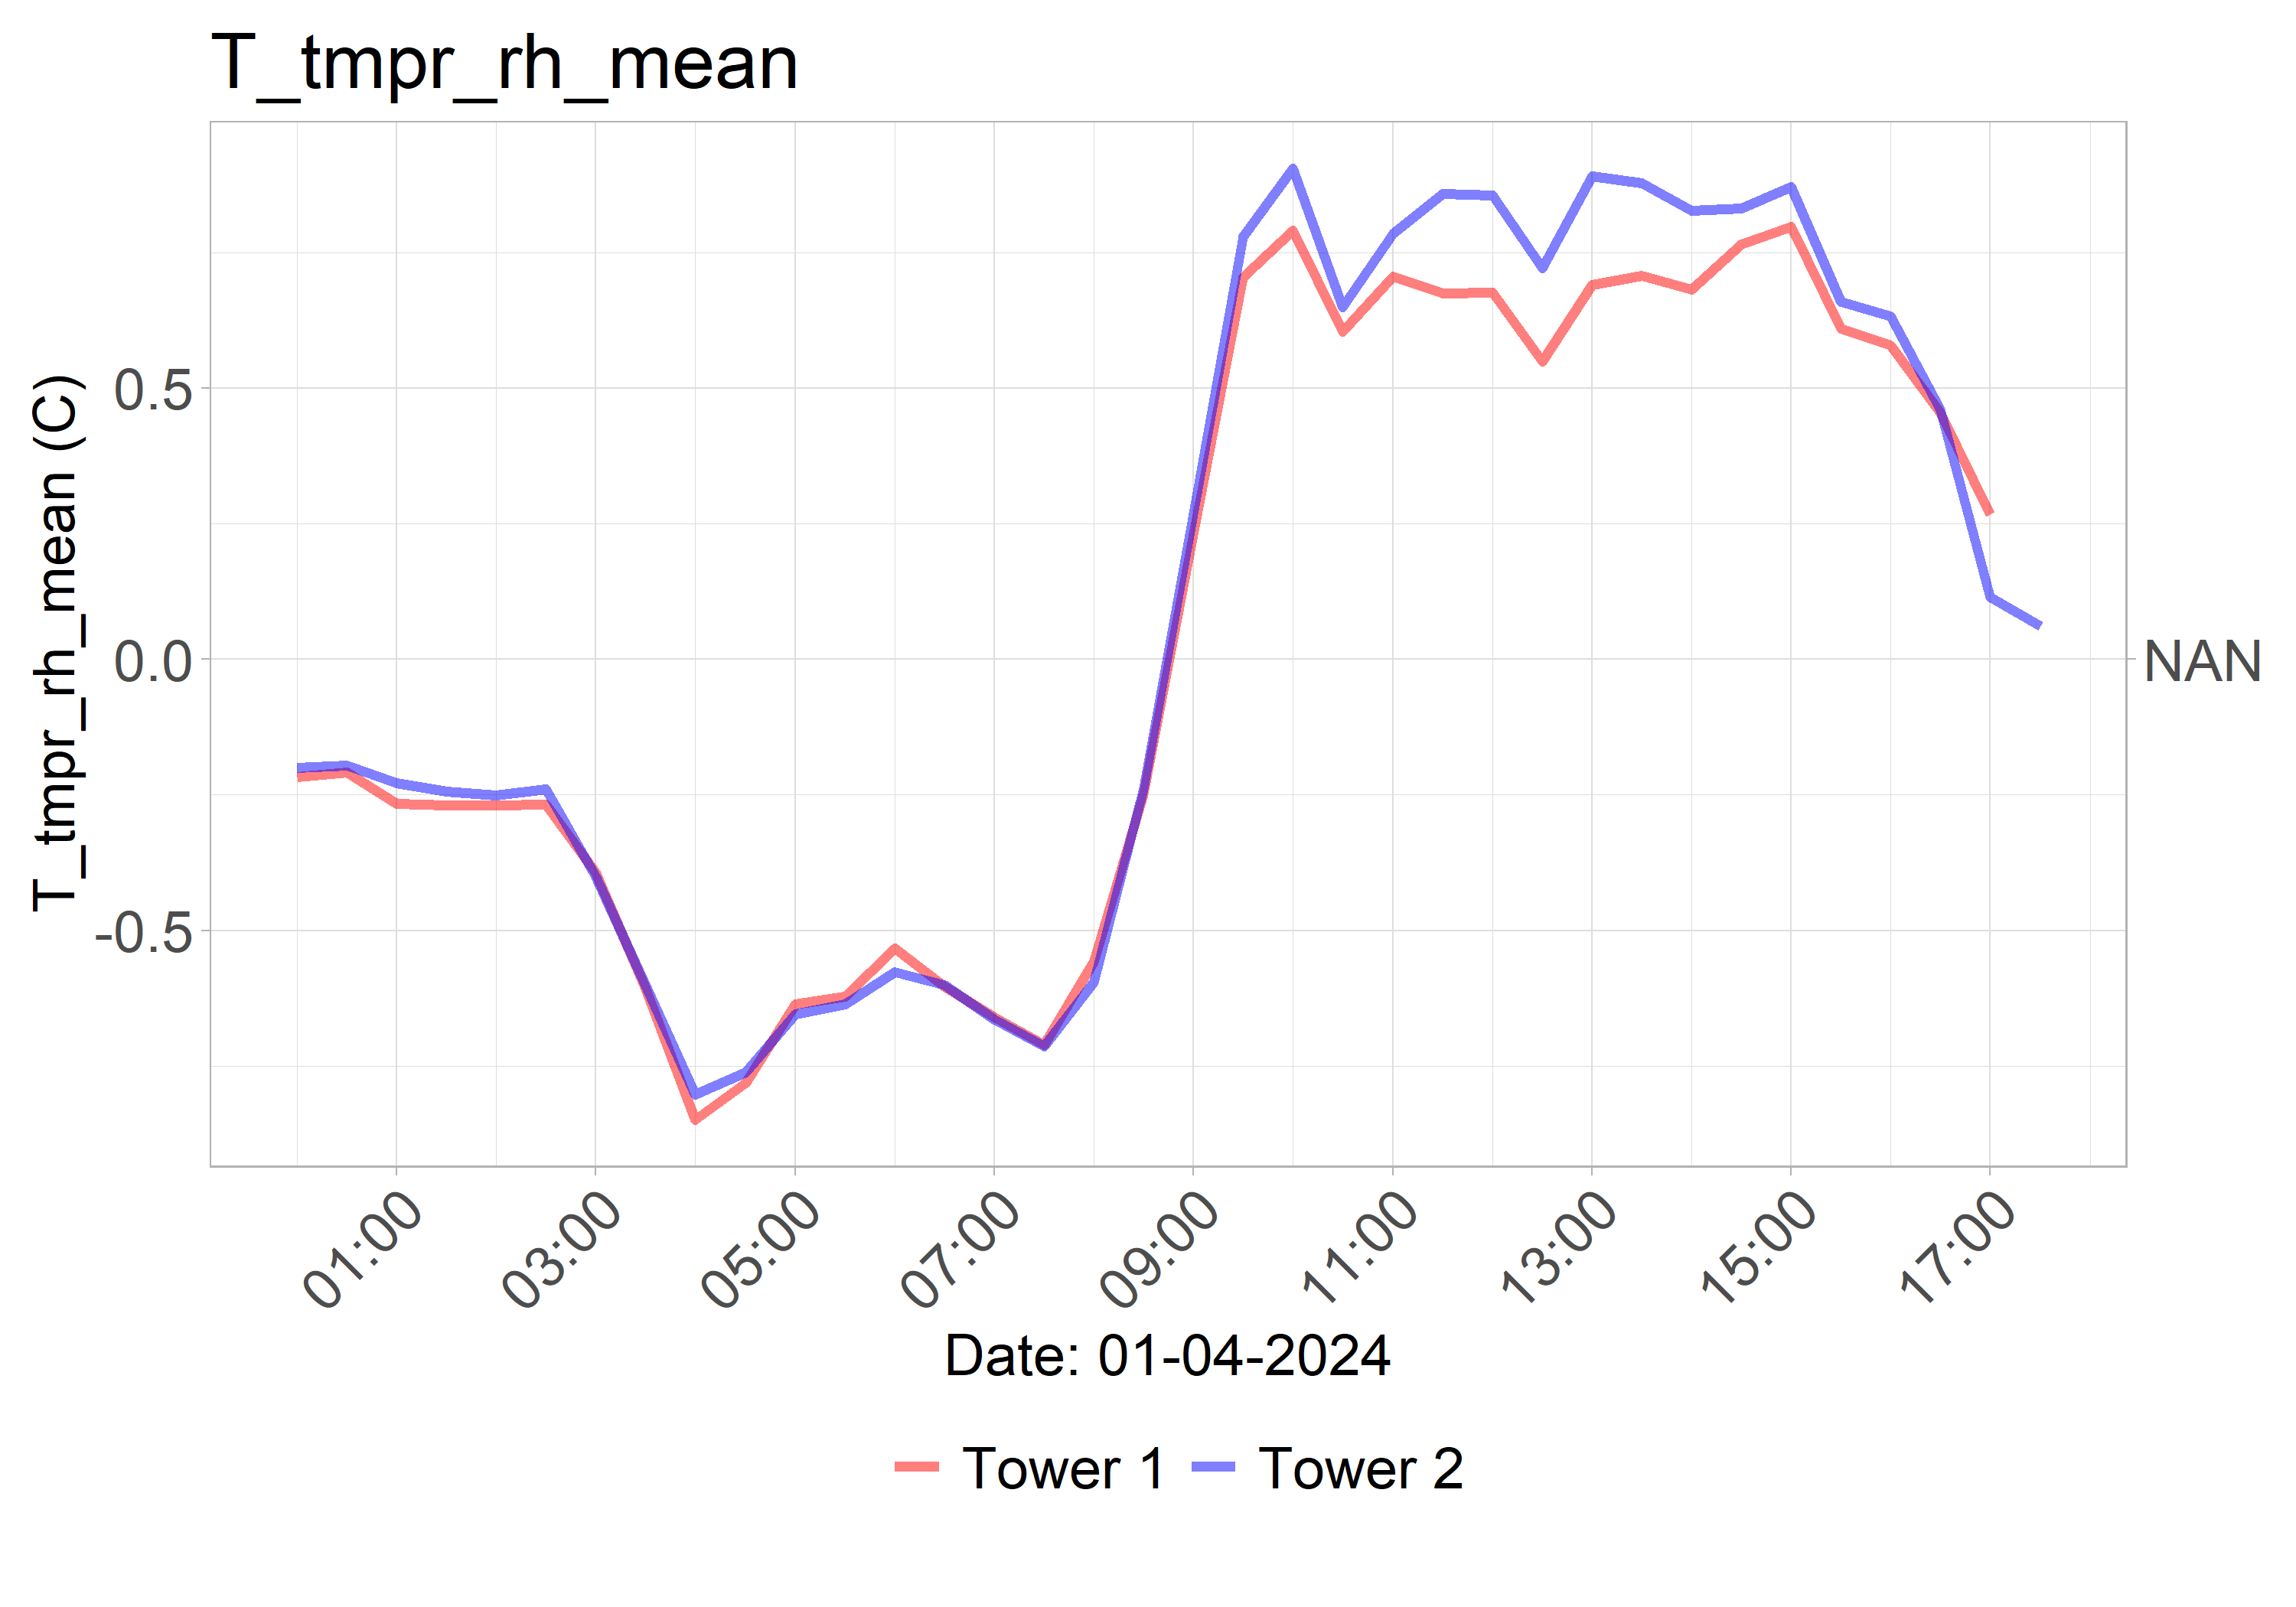 T_tmpr_rh_mean
T_tmpr_rh_mean (C)
0.5
0.0
-0.5
NAN
01:00
03:00
05:00
07:00
09:00
11:00
13:00
15:00
17:00
Date: 01-04-2024
Tower 1
Tower 2